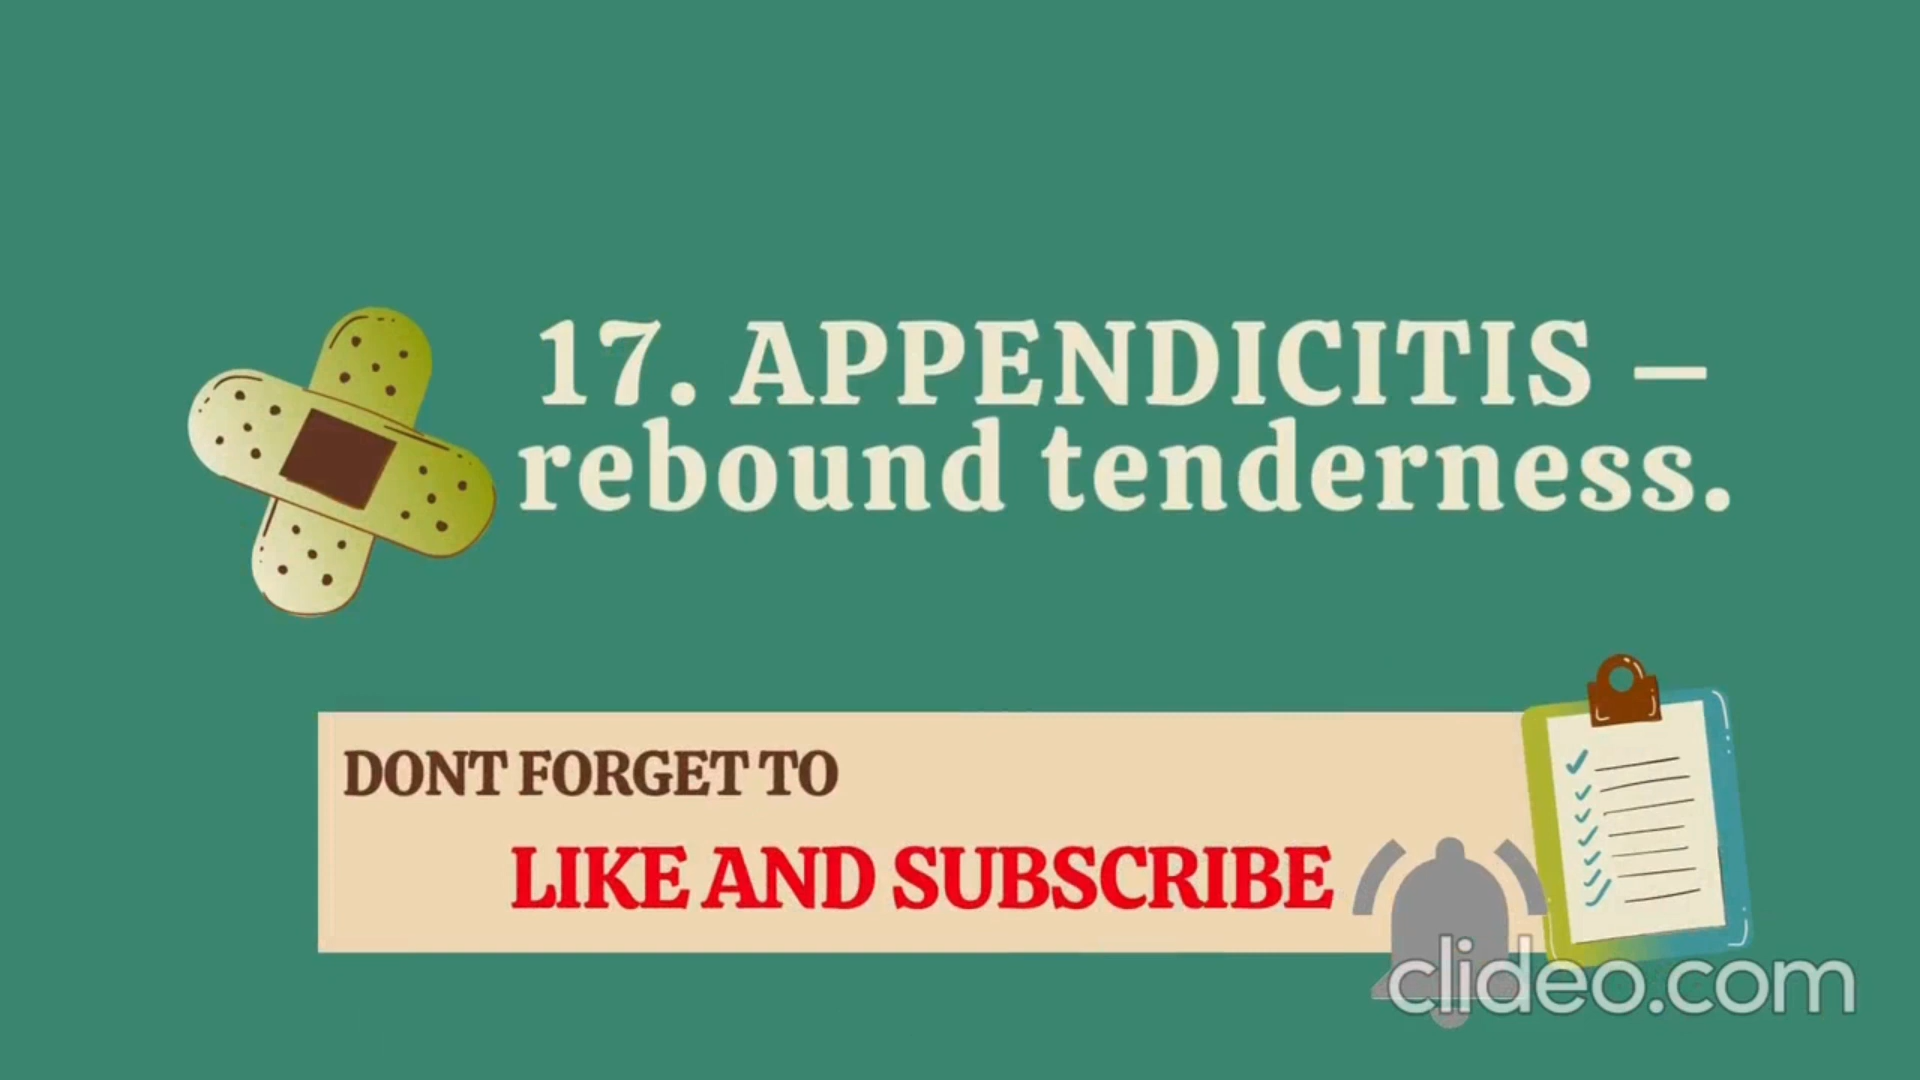 17. APPENDICITIS –
rebound tenderness.
DONT FORGET TO
LIKE AND SUBSCRIBE
clideo.com